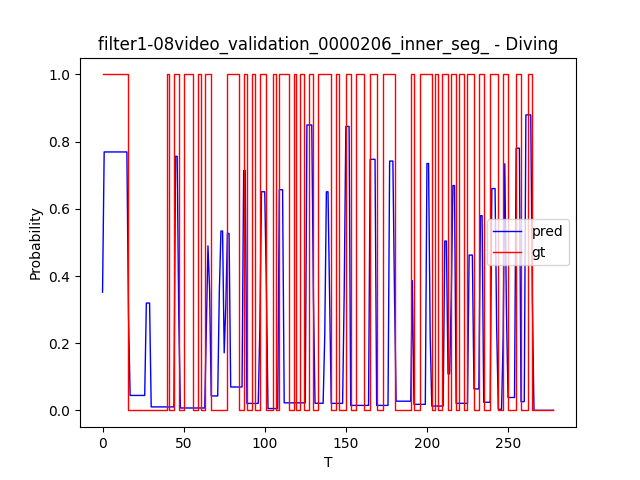 filter1-08video_validation_0000206_inner_seg_ - Diving
1.0
0.8
0.6
0.4
0.2
0.0
Probability
pred
gt
0 50 100 150 200 250
T